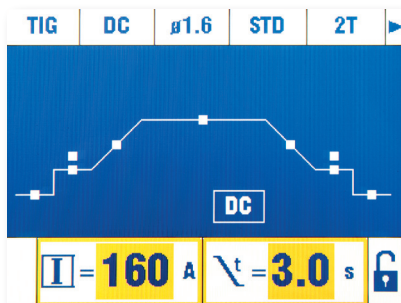 TIG DC ø1.6 STD 2T
DC
I = 160 A t = 3.0 s